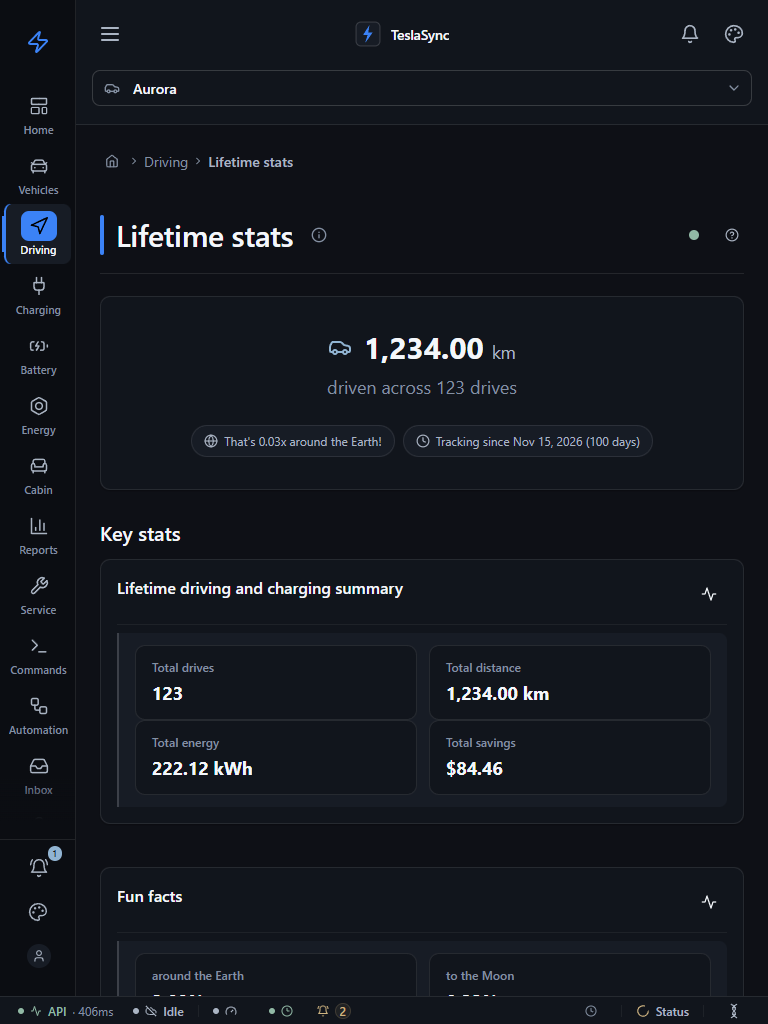 TeslaSync
Aurora
Home
Vehicles
Driving
Charging
Battery
Energy
Cabin
Reports
Service
Commands
Automation
Inbox
1
Driving
Lifetime stats
Lifetime stats
1,234.00 km
driven across 123 drives
That's 0.03x around the Earth!
Tracking since Nov 15, 2026 (100 days)
Key stats
Lifetime driving and charging summary
Total drives
123
Total distance
1,234.00 km
Total energy
222.12 kWh
Total savings
$84.46
Fun facts
around the Earth
to the Moon
API · 406ms
Idle
2
Status